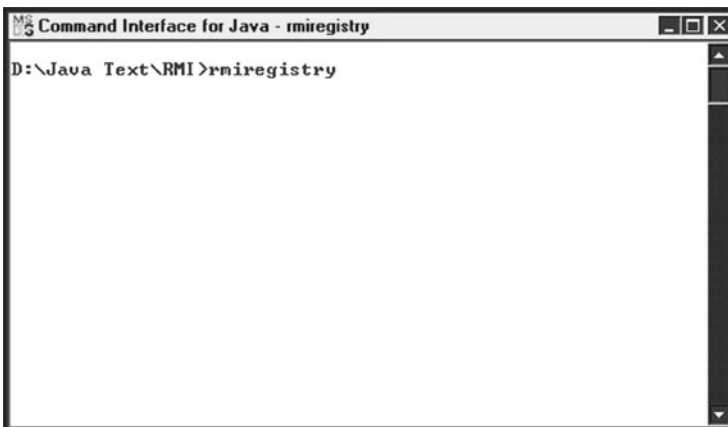 Command Interface for Java - rmiregistry
D:\Java Text\RMI>rmiregistry